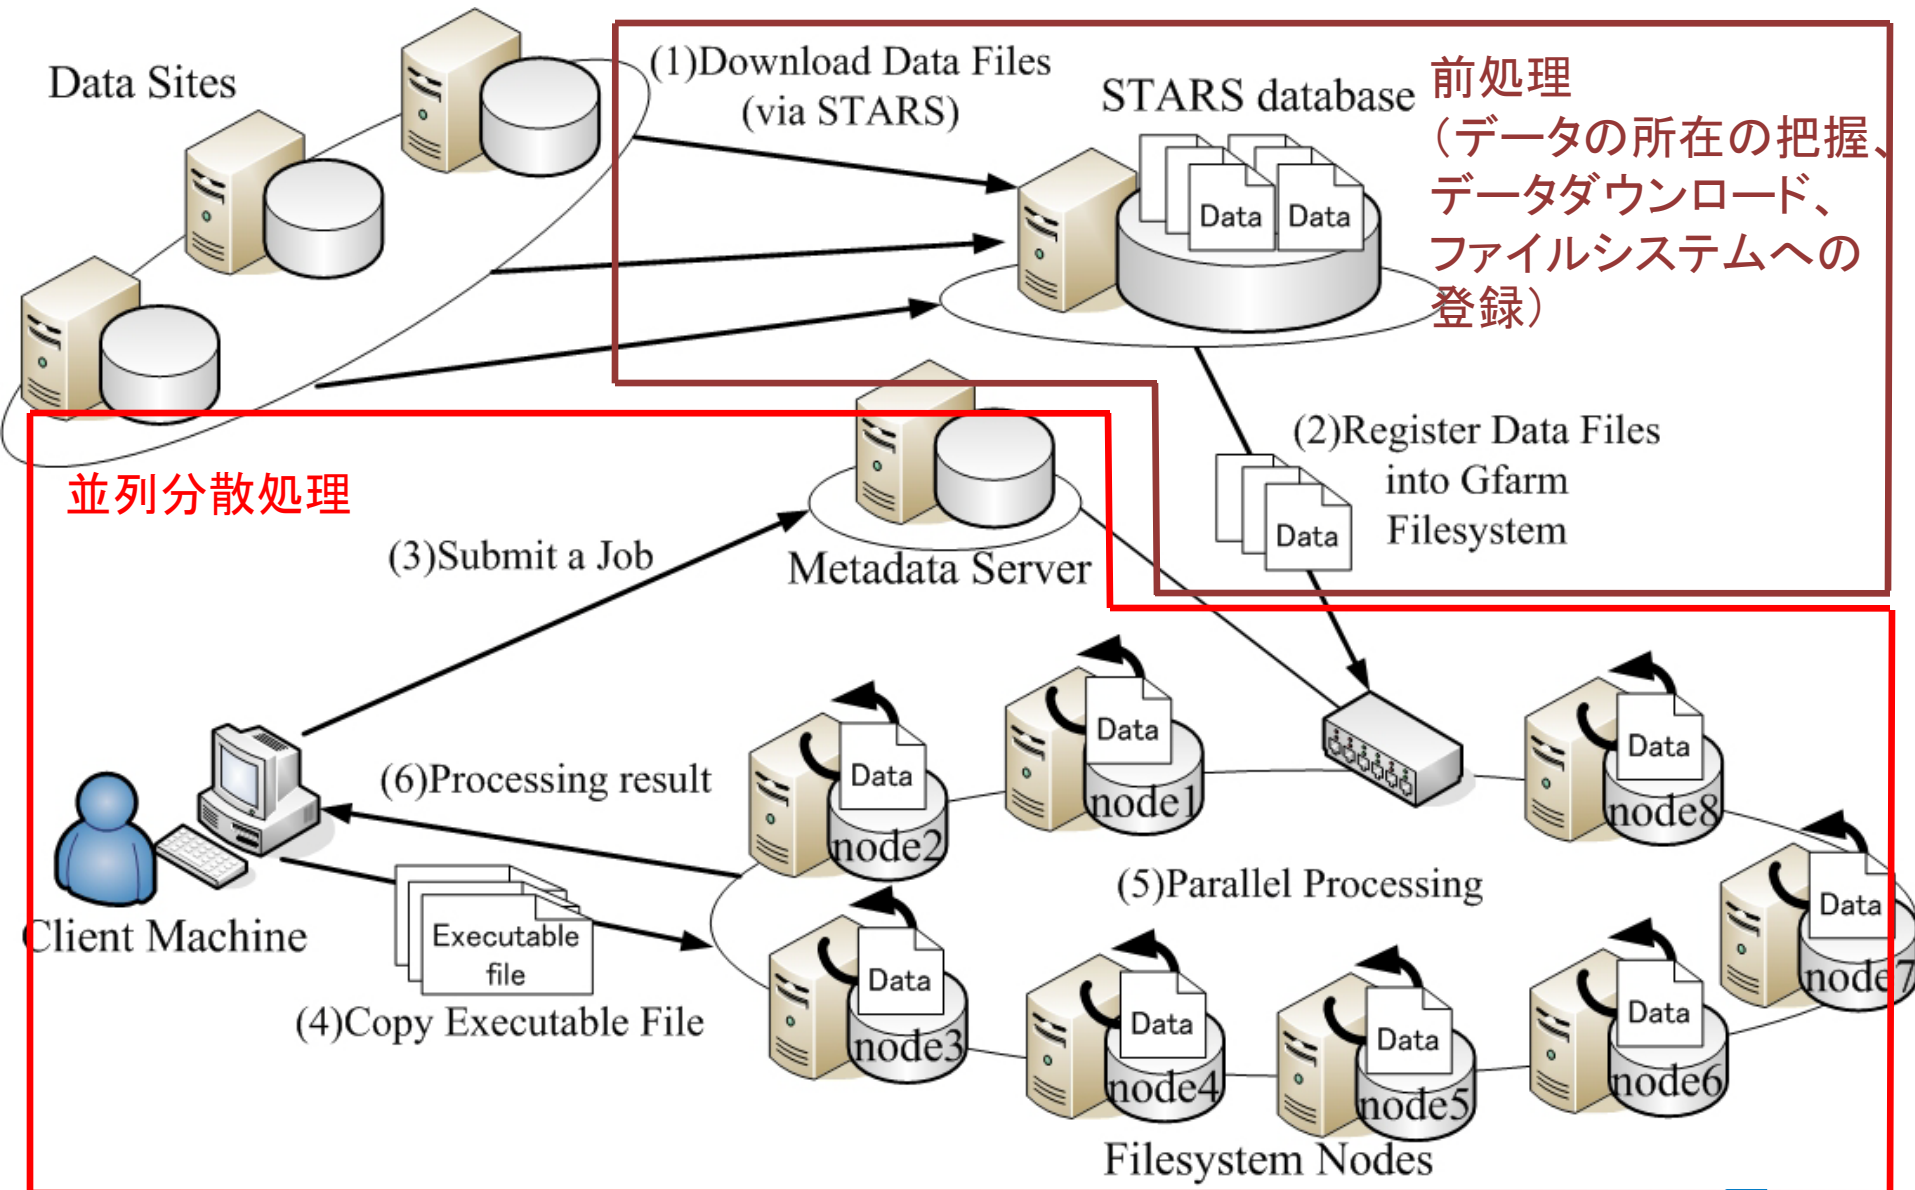 Data Sites
(1)Download Data Files
(via STARS)
STARS database
前処理
（データの所在の把握、
データダウンロード、
ファイルシステムへの
登録）
Data
Data
(2)Register Data Files
into Gfarm
Filesystem
Data
並列分散処理
(3)Submit a Job
Metadata Server
(6)Processing result
Client Machine
Executable
file
(4)Copy Executable File
(5)Parallel Processing
Data
node1
Data
node2
Data
node3
Data
node4
Data
node5
Data
node6
Data
node7
Data
node8
Filesystem Nodes